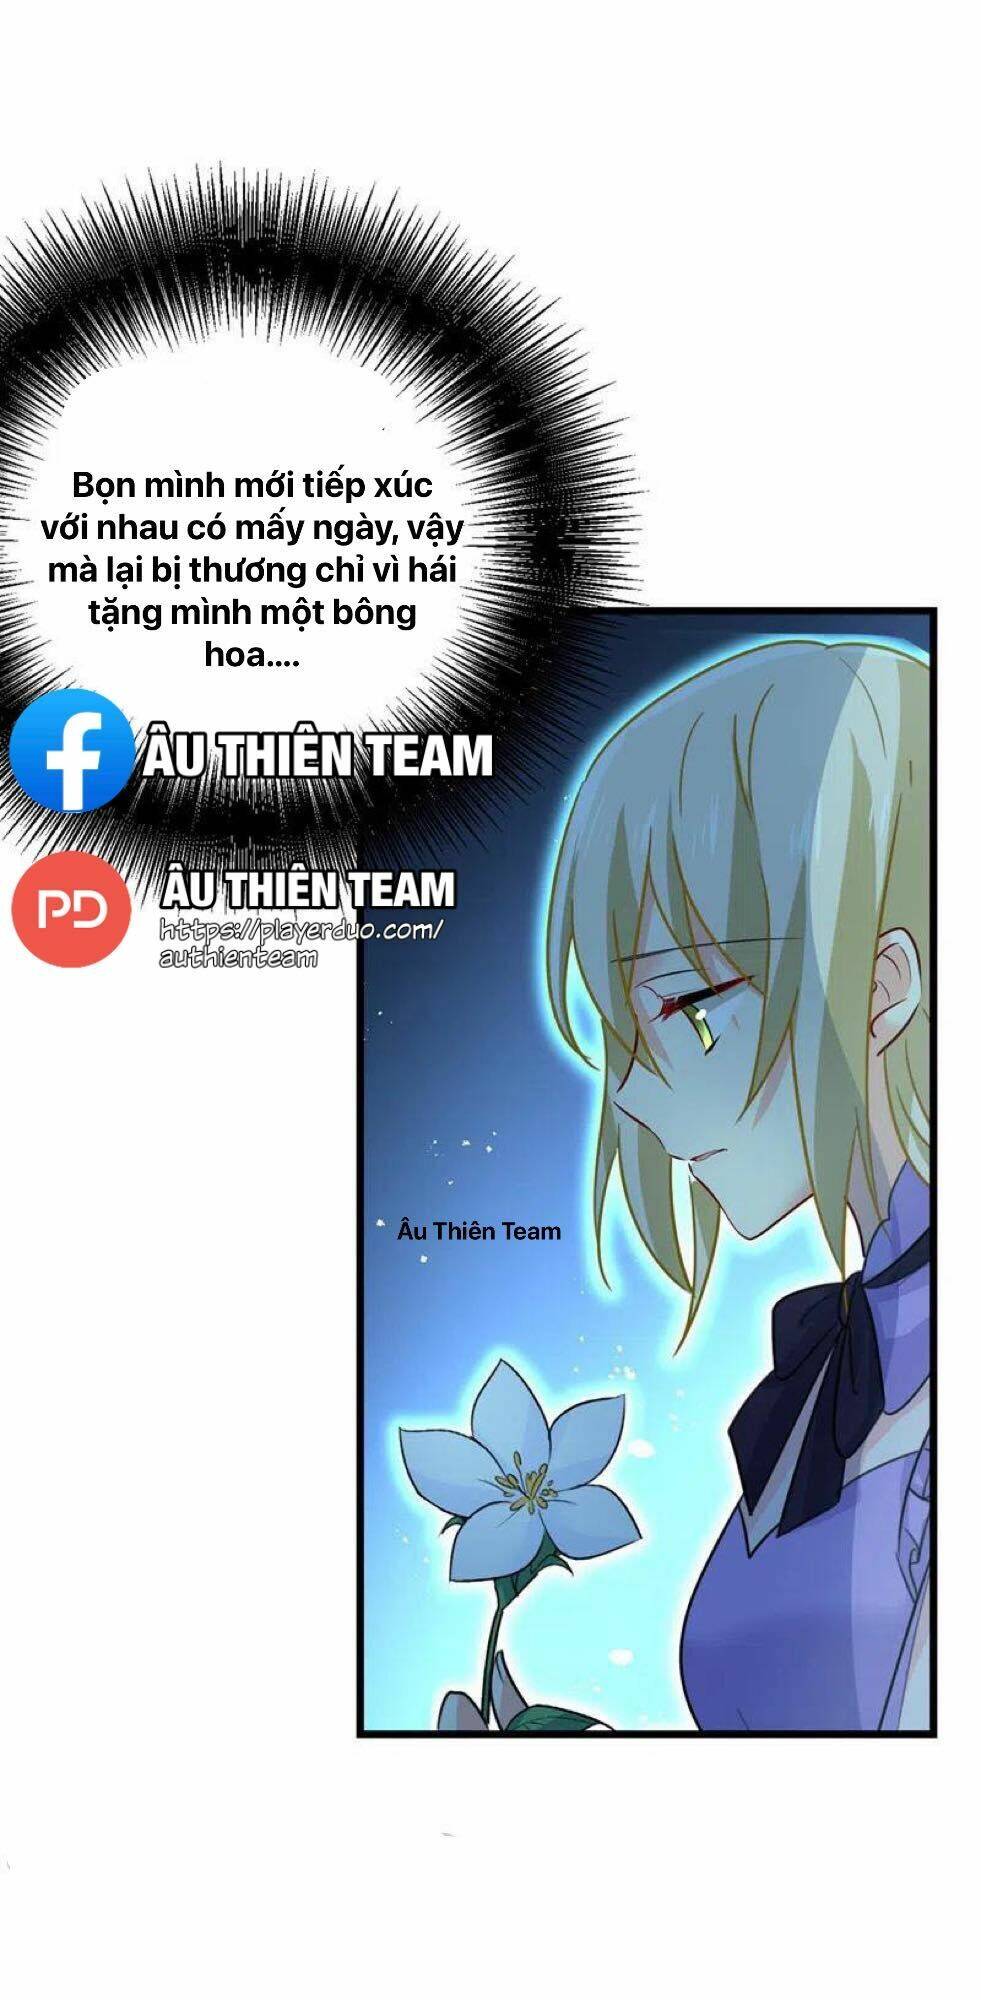 Bọn mình mới tiếp xúc
với nhau có mấy ngày, vậy
mà lại bị thương chỉ vì hái
tặng mình một bông
hoa....
f ÂU THIÊN TEAM
PD ÂU THIÊN TEAM
https://playerduo.com/
authienteam
Âu Thiên Team